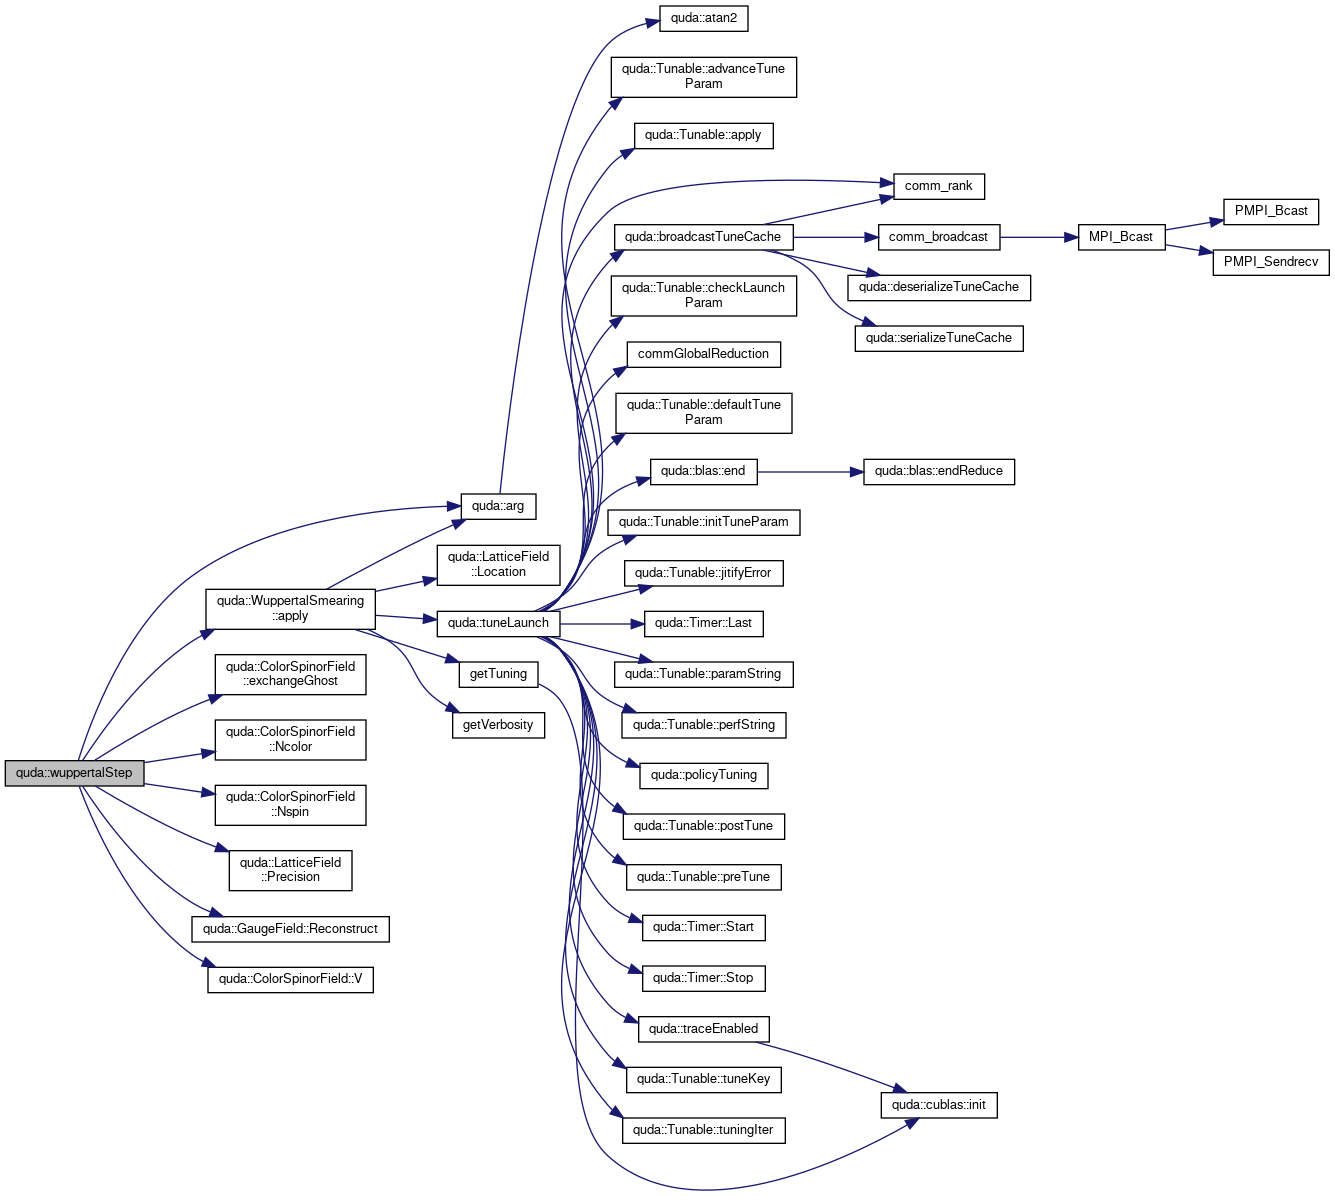 quda::wuppertalStep
quda::arg
quda::WuppertalSmearing
::apply
quda::ColorSpinorField
::exchangeGhost
quda::ColorSpinorField
::Ncolor
quda::ColorSpinorField
::Nspin
quda::LatticeField
::Precision
quda::GaugeField::Reconstruct
quda::ColorSpinorField::V
quda::LatticeField
::Location
quda::tuneLaunch
getTuning
getVerbosity
quda::atan2
quda::Tunable::advanceTune
Param
quda::Tunable::apply
quda::broadcastTuneCache
quda::Tunable::checkLaunch
Param
commGlobalReduction
quda::Tunable::defaultTune
Param
quda::blas::end
quda::Tunable::initTuneParam
quda::Tunable::jitifyError
quda::Timer::Last
quda::Tunable::paramString
quda::Tunable::perfString
quda::policyTuning
quda::Tunable::postTune
quda::Tunable::preTune
quda::Timer::Start
quda::Timer::Stop
quda::traceEnabled
quda::Tunable::tuneKey
quda::Tunable::tuningIter
comm_rank
comm_broadcast
quda::deserializeTuneCache
quda::serializeTuneCache
quda::blas::endReduce
quda::cublas::init
MPI_Bcast
PMPI_Bcast
PMPI_Sendrecv